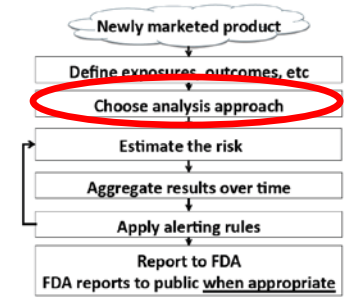 Newly marketed product
Define exposures, outcomes, etc
Choose analysis approach
Estimate the risk
Aggregate results over time
Apply alerting rules
Report to FDA
FDA reports to public when appropriate